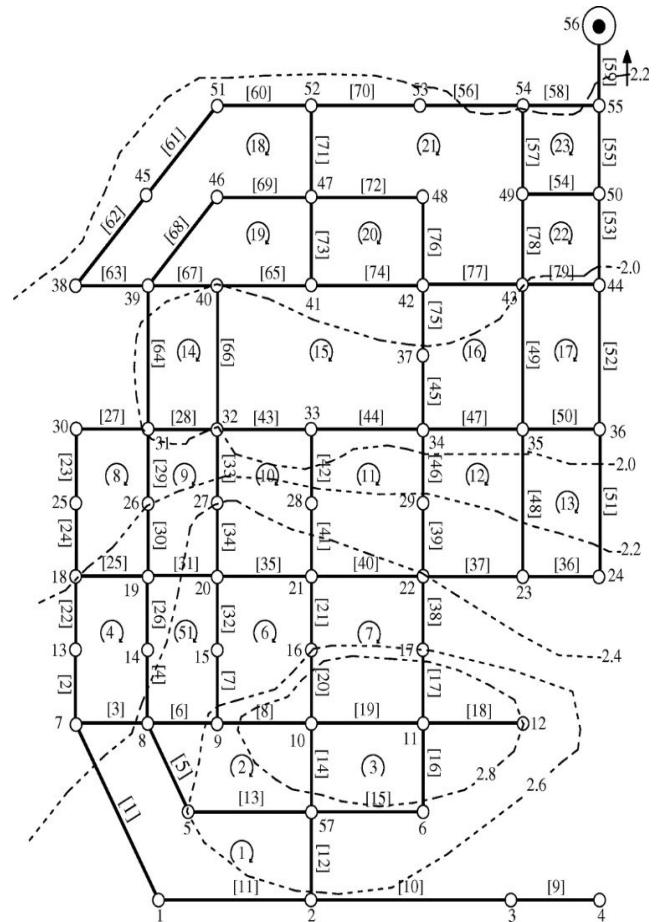 56
[59] 2.2
51 [60] 52 [70] 53 [56] 54 [58] 55
[61] 18 [71] 21 [57] 23 [55]
45 46 [69] 47 [72] 48 49 [54] 50
[62] [68] 19 [73] 20 [76] [78] 22 [53]
38 [63] 39 [67] 40 [65] 41 [74] 42 [77] 43 [79] 44 2.0
[64] 14 [66] 15 [75] 37 16 [49] 17 [52]
[45]
30 [27] 31 [28] 32 [43] 33 [44] 34 [47] 35 [50] 36
[23] 8 [29] 9 [33] 10 [42] 11 [46] 12 [48] 13 [51] 2.0
25 26 27 28 29
[24] [30] [34] [41] [39] 2.2
18 [25] 19 [31] 20 [35] 21 [40] 22 [37] 23 [36] 24
[22] 4 [26] 51 [32] 6 [21] 7 [38]
13 14 15 16 17 2.4
[2] [4] [7] [20] [17]
7 [3] 8 [6] 9 [8] 10 [19] 11 [18] 12
[1] [5] 2 [14] 3 [16] 2.8 2.6
5 [13] 57 [15] 6
1 [12]
1 [11] 2 [10] 3 [9] 4